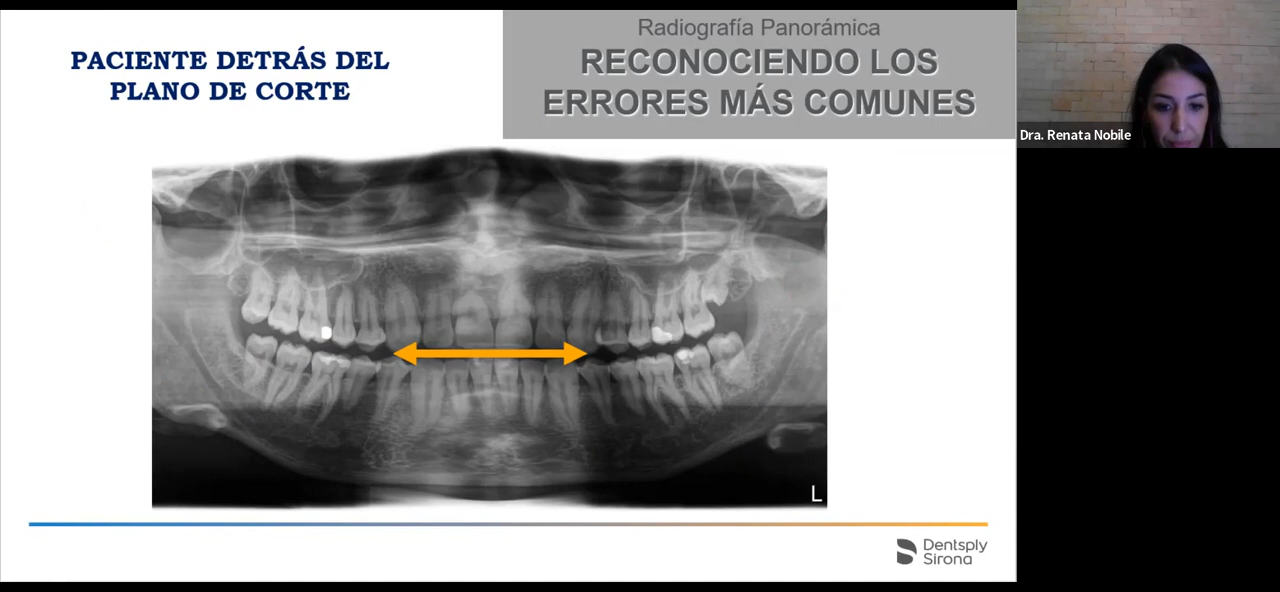 PACIENTE DETRÁS DEL
PLANO DE CORTE
Radiografía Panorámica
RECONOCIENDO LOS
ERRORES MÁS COMUNES
Dra. Renata Nobile
L
Dentsply
Sirona